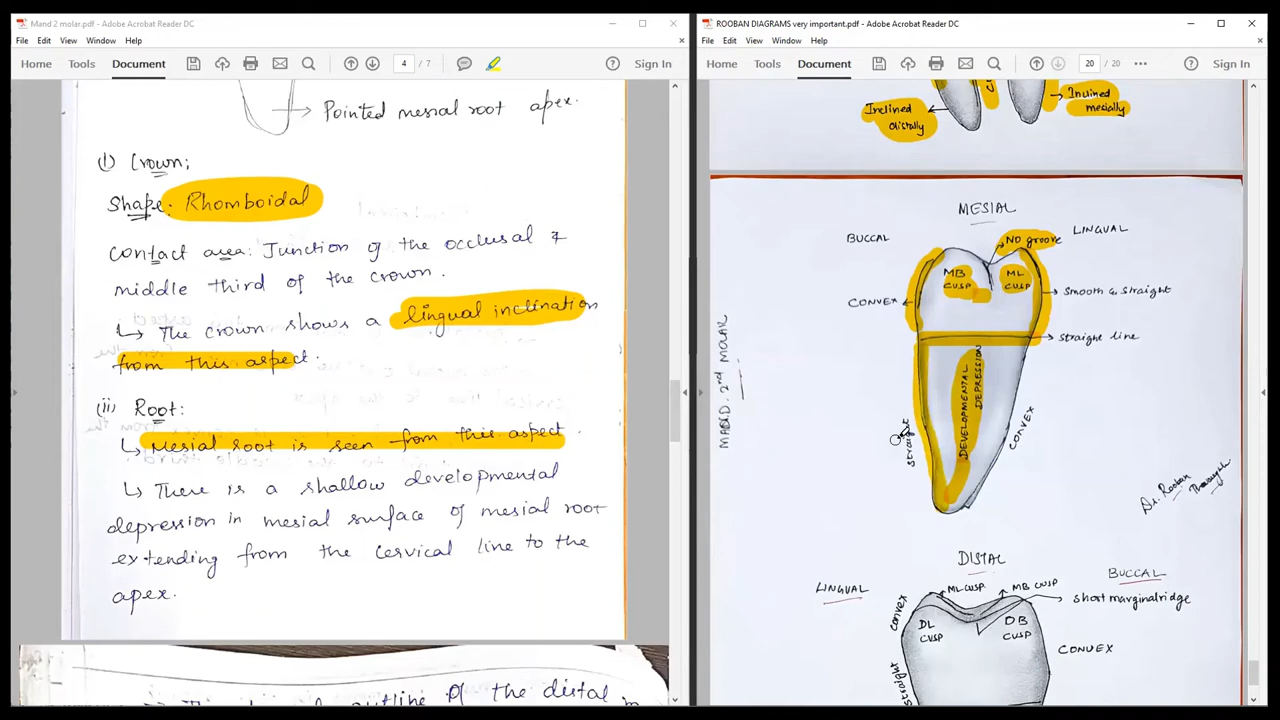 Mand 2 molar.pdf - Adobe Acrobat Reader DC
File Edit View Window Help
Home Tools Document 4 / 7 Sign In
Pointed mesial root apex.
(i) Crown;
Shape: Rhomboidal
Contact area: Junction of the occlusal &
middle third of the crown.
↳ The crown shows a lingual inclination
from this aspect.
(ii) Root:
↳ Mesial root is seen from this aspect
↳ There is a shallow developmental
depression in mesial surface of mesial root
extending from the cervical line to the
apex.
outline of the distal
ROOBAN DIAGRAMS very important.pdf - Adobe Acrobat Reader DC
File Edit View Window Help
Home Tools Document 20 / 20 Sign In
Inclined
distally
Inclined
mesially
MESIAL
BUCCAL
LINGUAL
NO groove
MB
CUSP
ML
CUSP
CONVEX
Smooth & straight
straight line
MAND. 2nd MOLAR
DEVELOPMENTAL
DEPRESSION
straight
CONVEX
Dr. Rooban
Thavarajah
DISTAL
LINGUAL
BUCCAL
ML CUSP
MB CUSP
short marginal ridge
convex
DL
CUSP
DB
CUSP
CONVEX
straight